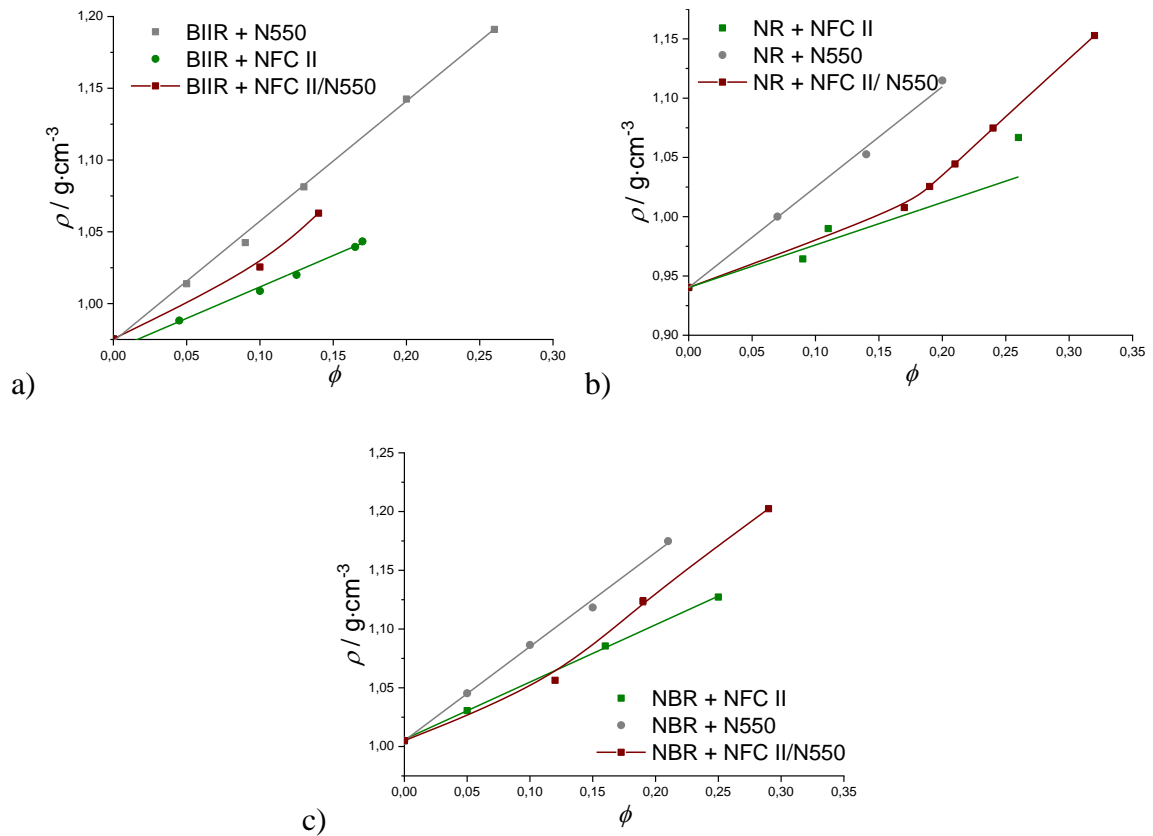 1,20
1,15
1,10
1,05
1,00
ρ / g·cm-3
BIIR + N550
BIIR + NFC II
BIIR + NFC II/N550
0,00 0,05 0,10 0,15 0,20 0,25 0,30
ϕ
a)
1,15
1,10
1,05
1,00
0,95
0,90
ρ / g·cm-3
NR + NFC II
NR + N550
NR + NFC II/ N550
0,00 0,05 0,10 0,15 0,20 0,25 0,30 0,35
ϕ
b)
1,25
1,20
1,15
1,10
1,05
1,00
ρ / g·cm-3
NBR + NFC II
NBR + N550
NBR + NFC II/N550
0,00 0,05 0,10 0,15 0,20 0,25 0,30 0,35
ϕ
c)